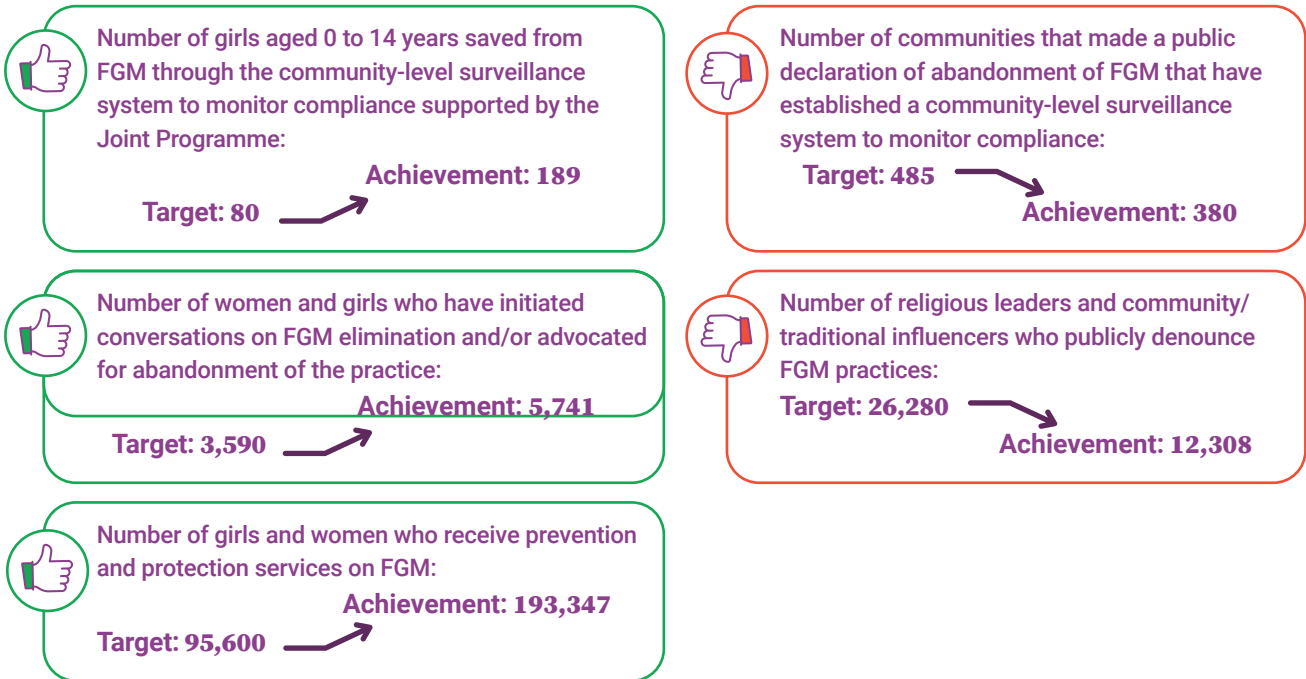 Number of girls aged 0 to 14 years saved from
FGM through the community-level surveillance
system to monitor compliance supported by the
Joint Programme:
Achievement: 189
Target: 80
Number of women and girls who have initiated
conversations on FGM elimination and/or advocated
for abandonment of the practice:
Achievement: 5,741
Target: 3,590
Number of girls and women who receive prevention
and protection services on FGM:
Achievement: 193,347
Target: 95,600
Number of communities that made a public
declaration of abandonment of FGM that have
established a community-level surveillance
system to monitor compliance:
Target: 485
Achievement: 380
Number of religious leaders and community/
traditional influencers who publicly denounce
FGM practices:
Target: 26,280
Achievement: 12,308